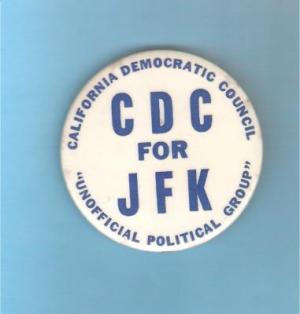 CALIFORNIA DEMOCRATIC COUNCIL
CDC
FOR
JFK
"UNOFFICIAL POLITICAL GROUP"